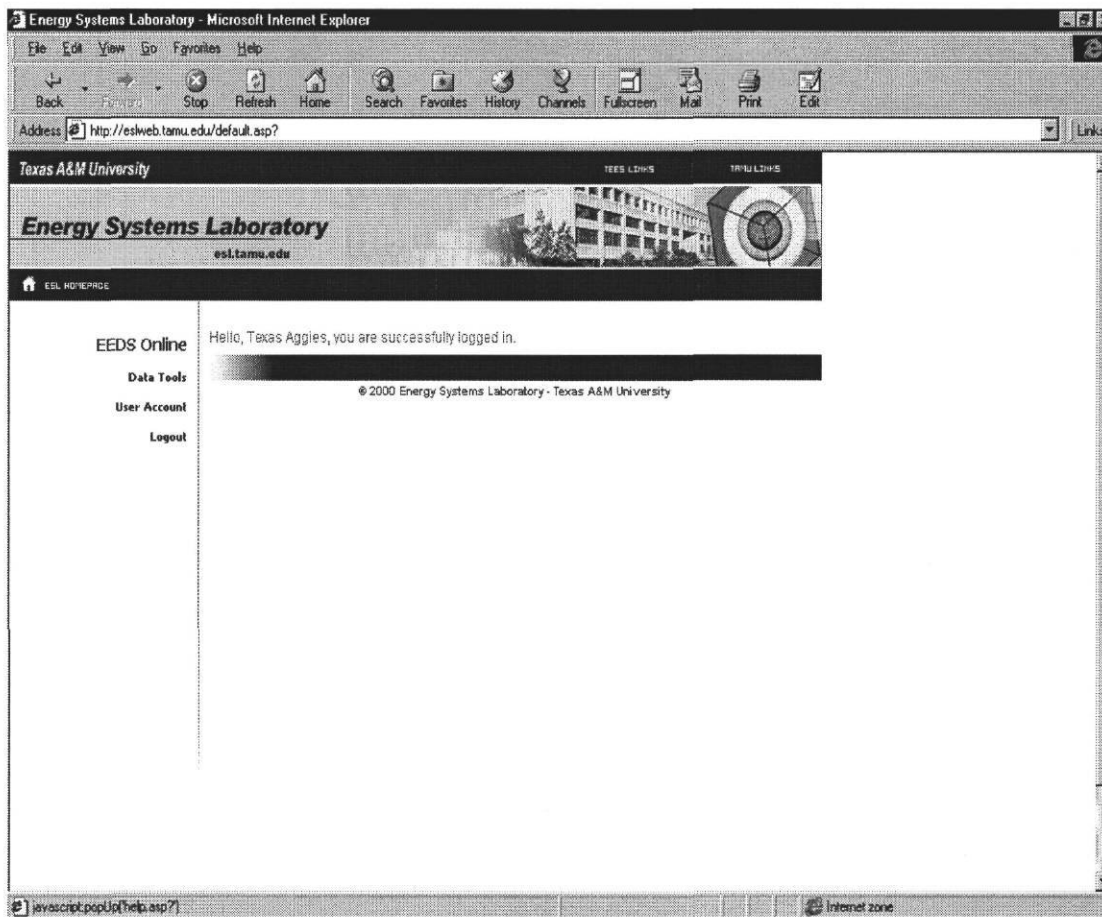 Energy Systems Laboratory - Microsoft Internet Explorer
File Edit View Go Favorites Help
Back Forward Stop Refresh Home Search Favorites History Channels Fullscreen Mail Print Edit
Address http://eslweb.tamu.edu/default.asp? Links
Texas A&M University TEES LINKS TAMU LINKS
Energy Systems Laboratory
esl.tamu.edu
ESL HOMEPAGE
EEDS Online
Hello, Texas Aggies, you are successfully logged in.
Data Tools
© 2000 Energy Systems Laboratory - Texas A&M University
User Account
Logout
javascript:popUp('help.asp?') Internet zone